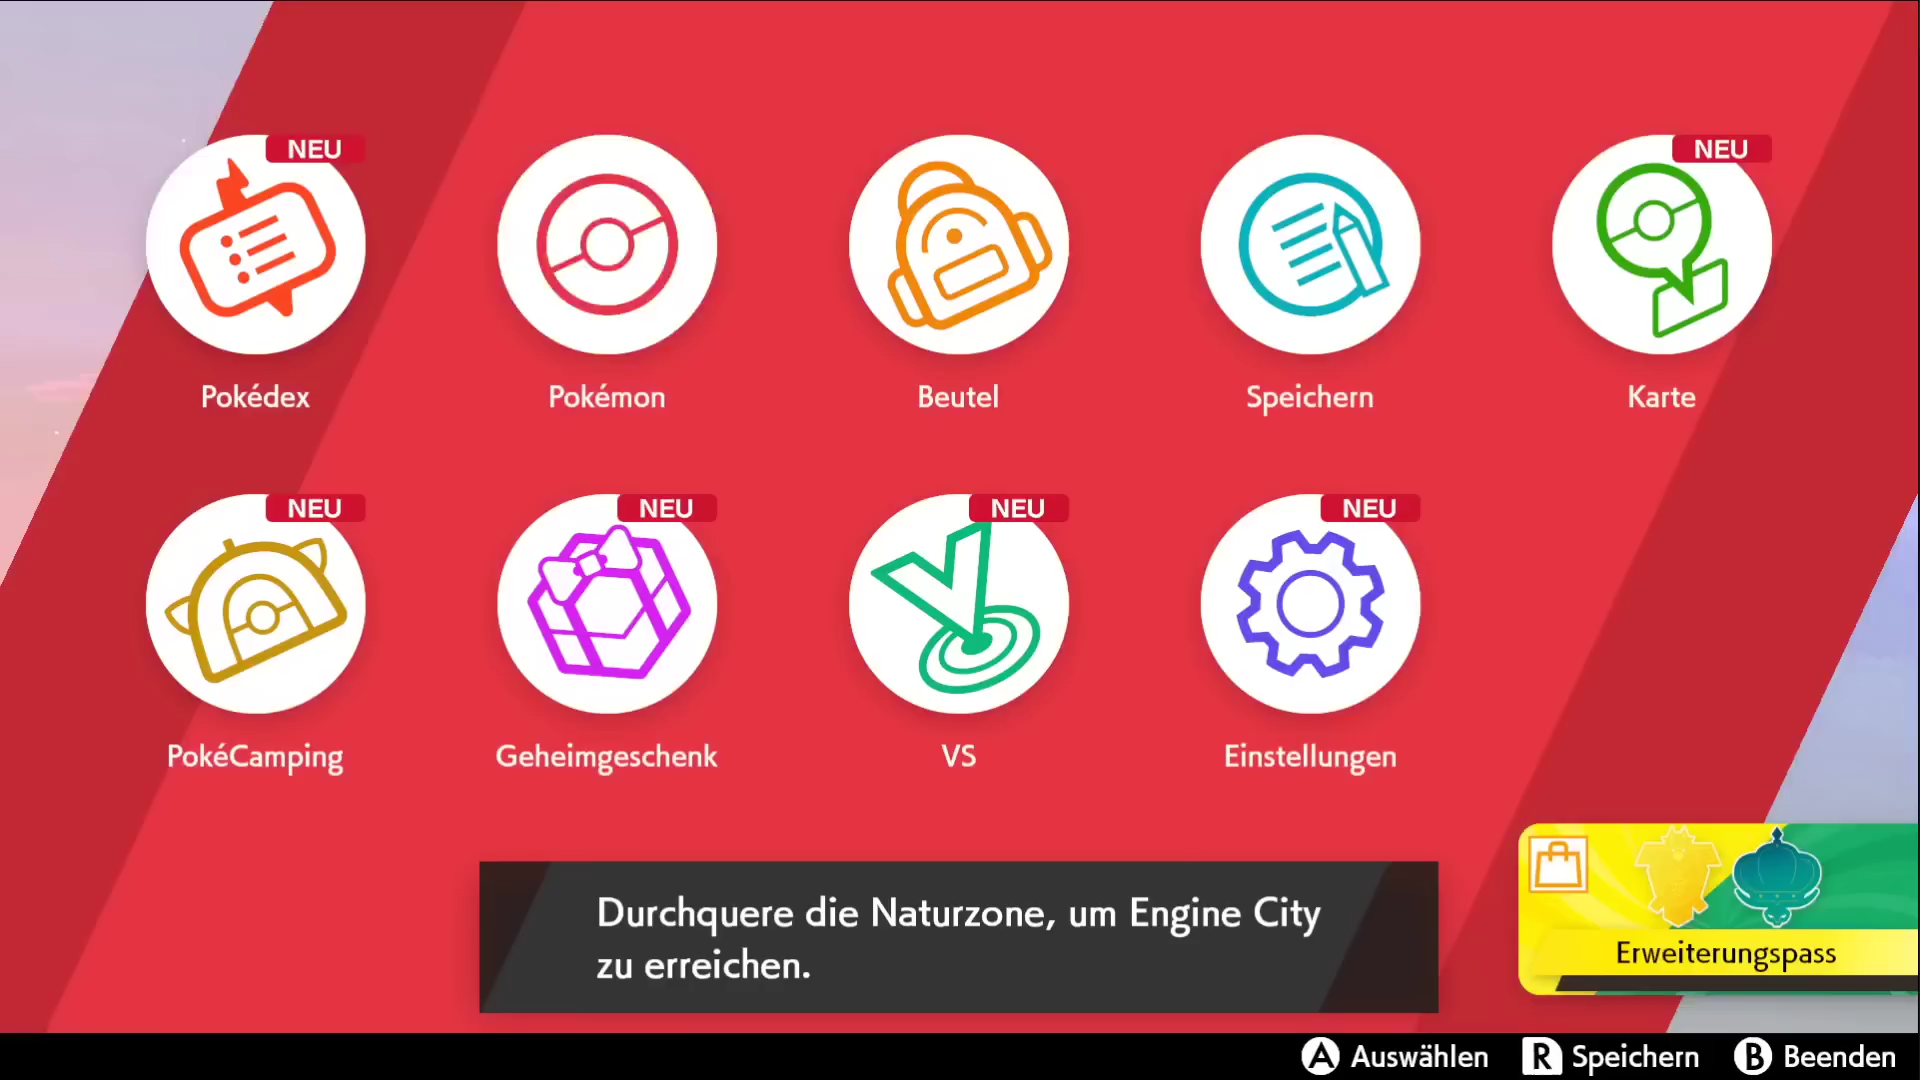 NEU
NEU
Pokédex
Pokémon
Beutel
Speichern
Karte
NEU
NEU
NEU
NEU
PokéCamping
Geheimgeschenk
VS
Einstellungen
Durchquere die Naturzone, um Engine City
zu erreichen.
Erweiterungspass
A Auswählen
R Speichern
B Beenden